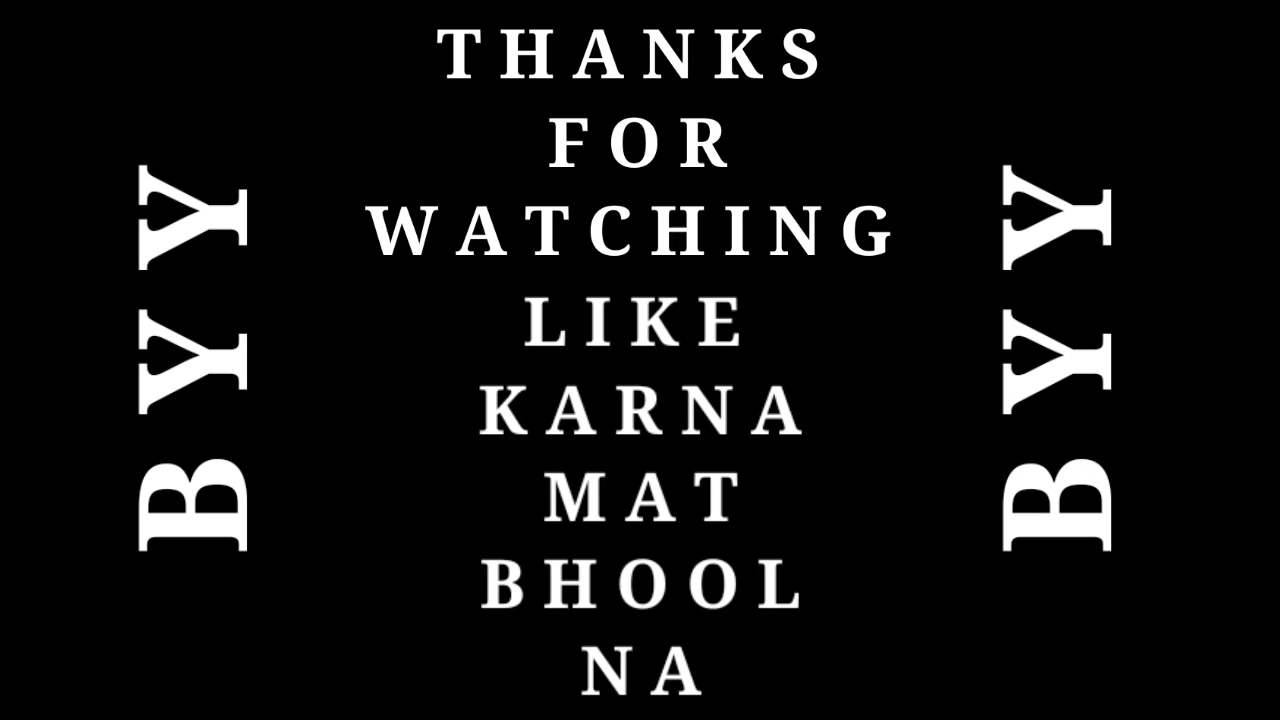 THANKS
FOR
WATCHING
LIKE
KARNA
MAT
BHOOL
NA
BYY
BYY